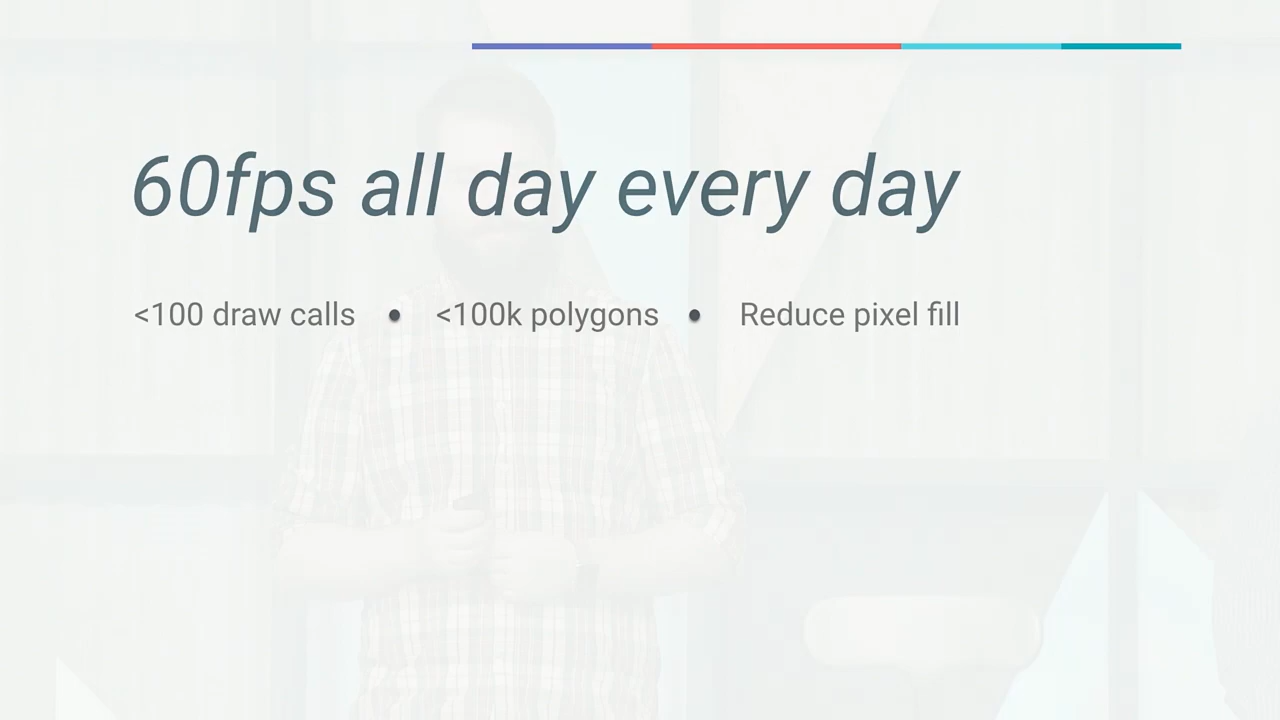 60fps all day every day
<100 draw calls • <100k polygons • Reduce pixel fill